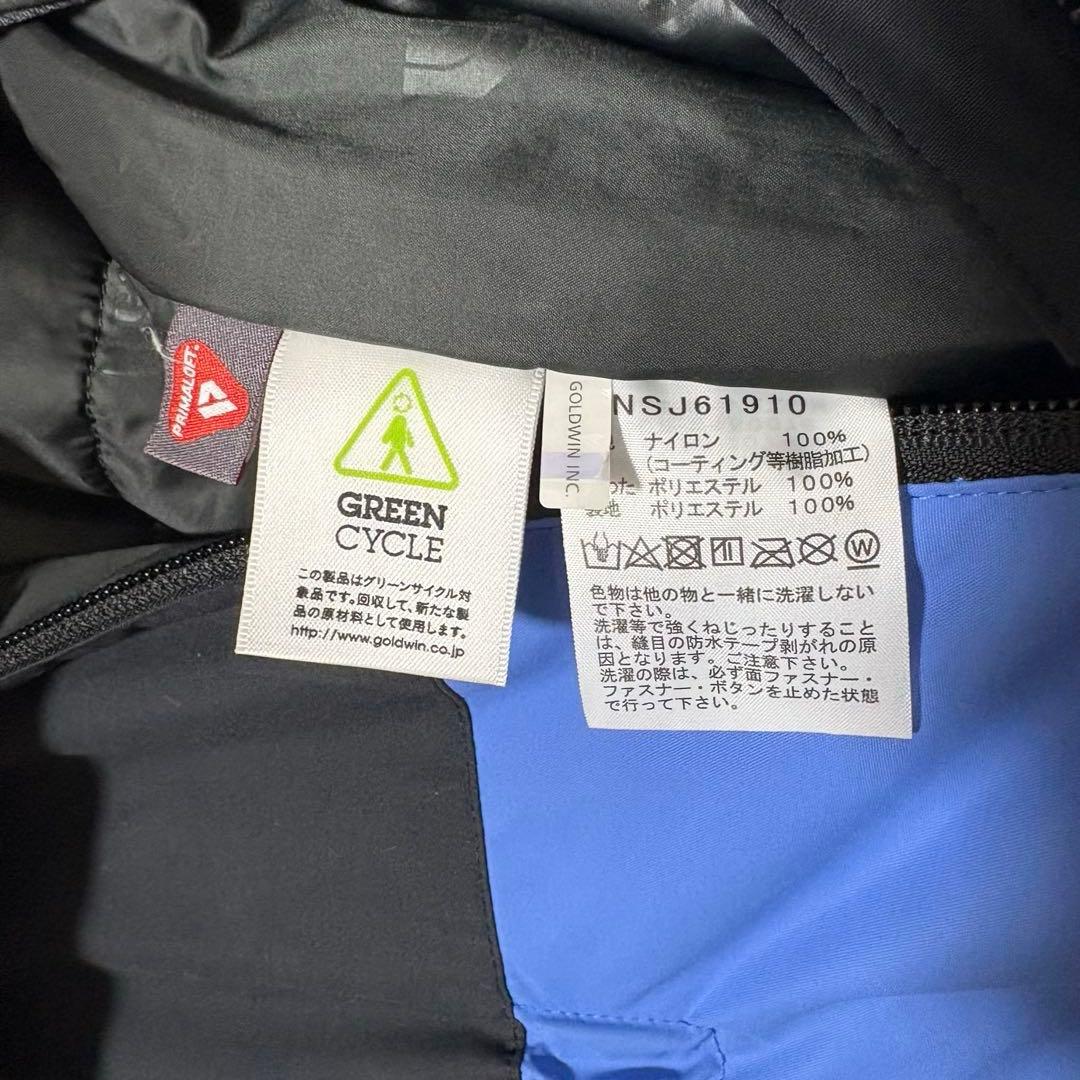 PRIMALOFT®
GREEN
CYCLE
この製品はグリーンサイクル対
象品です。回収して、新たな製
品の原材料として使用します。
http://www.goldwin.co.jp
GOLDWIN INC.
NSJ61910
地 ナイロン 100%
(コーティング等樹脂加工)
わた ポリエステル 100%
裏地 ポリエステル 100%
W
色物は他の物と一緒に洗濯しない
で下さい。
洗濯等で強くねじったりすること
は、縫目の防水テープ剥がれの原
因となります。ご注意下さい。
洗濯の際は、必ず面ファスナー・
ファスナー・ボタンを止めた状態
で行って下さい。